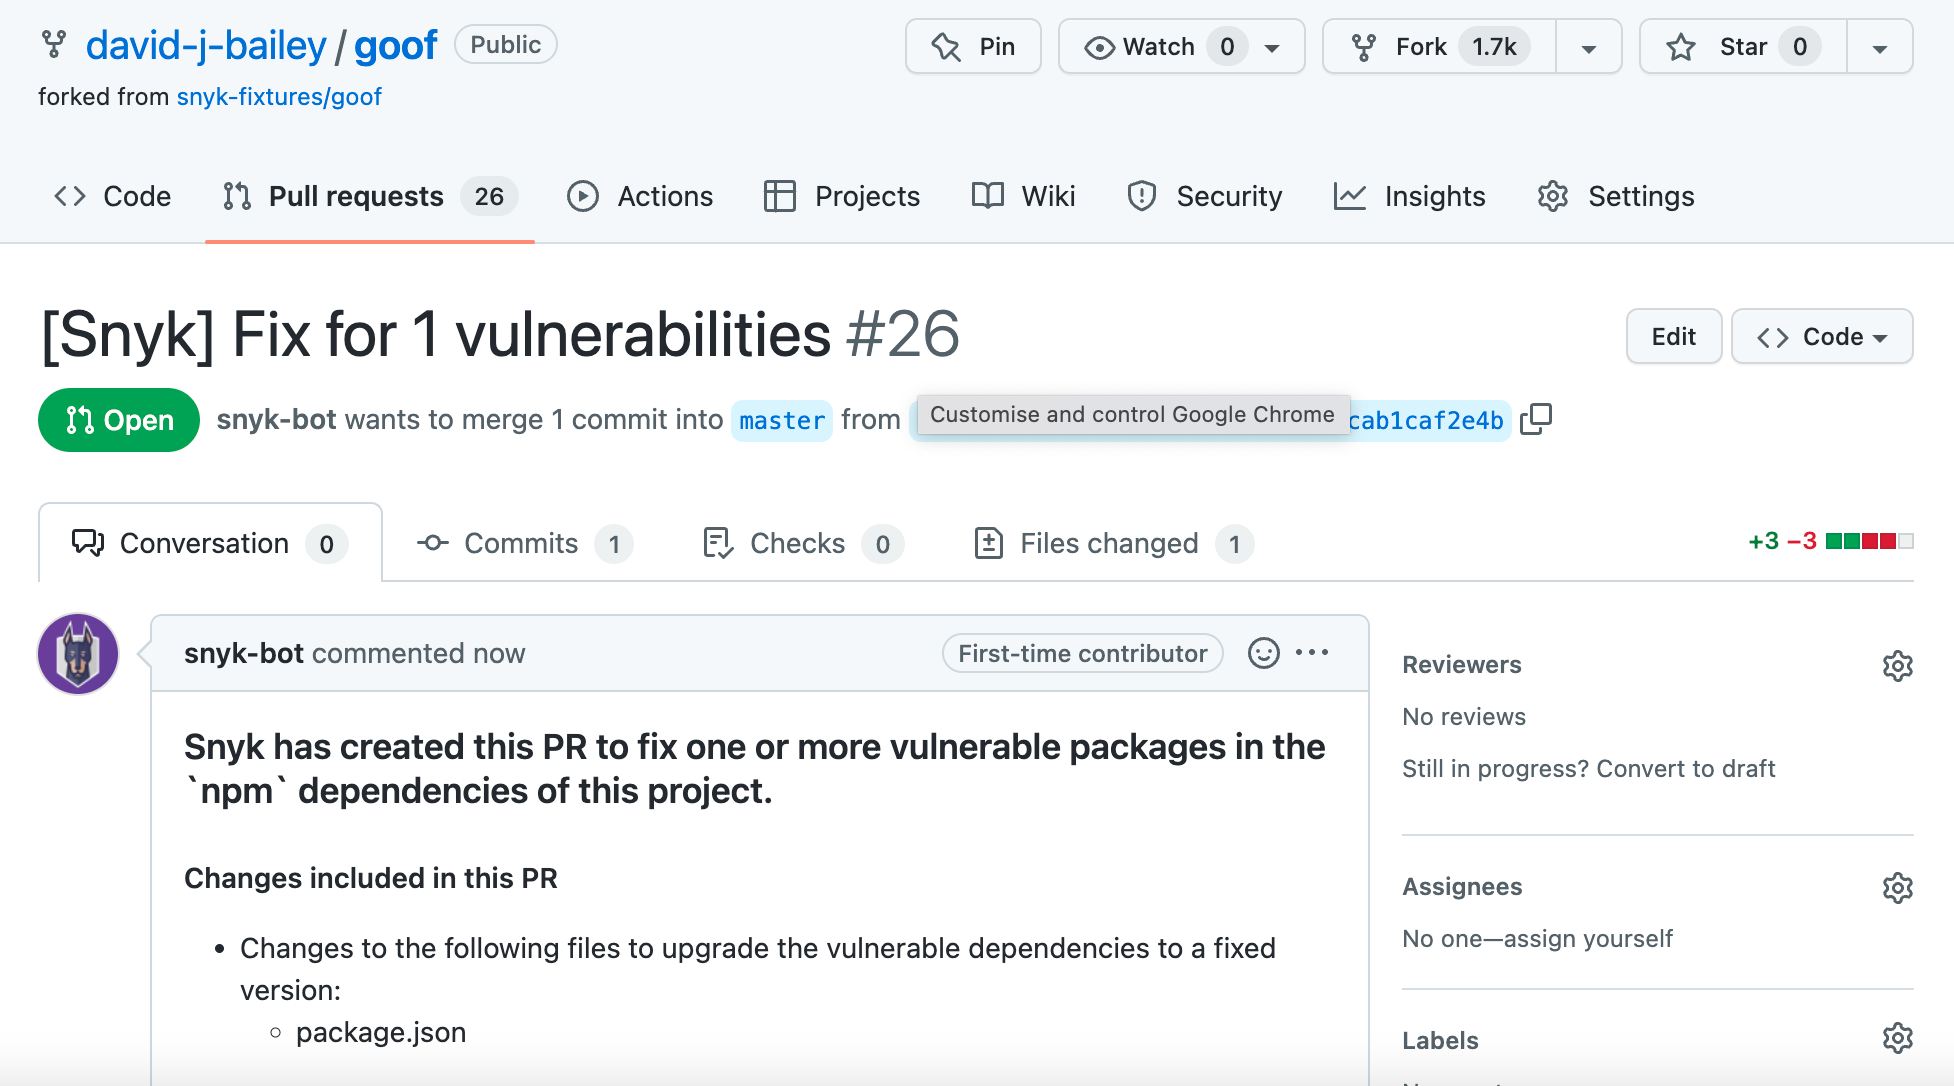 david-j-bailey / goof Public
Pin
Watch 0
Fork 1.7k
Star 0
forked from snyk-fixtures/goof
Code
Pull requests 26
Actions
Projects
Wiki
Security
Insights
Settings
[Snyk] Fix for 1 vulnerabilities #26
Edit
Code
Open
snyk-bot wants to merge 1 commit into master from
Customise and control Google Chrome
cab1caf2e4b
Conversation 0
Commits 1
Checks 0
Files changed 1
+3 −3
snyk-bot commented now
First-time contributor
Snyk has created this PR to fix one or more vulnerable packages in the
`npm` dependencies of this project.
Changes included in this PR
• Changes to the following files to upgrade the vulnerable dependencies to a fixed
version:
◦ package.json
Reviewers
No reviews
Still in progress? Convert to draft
Assignees
No one—assign yourself
Labels